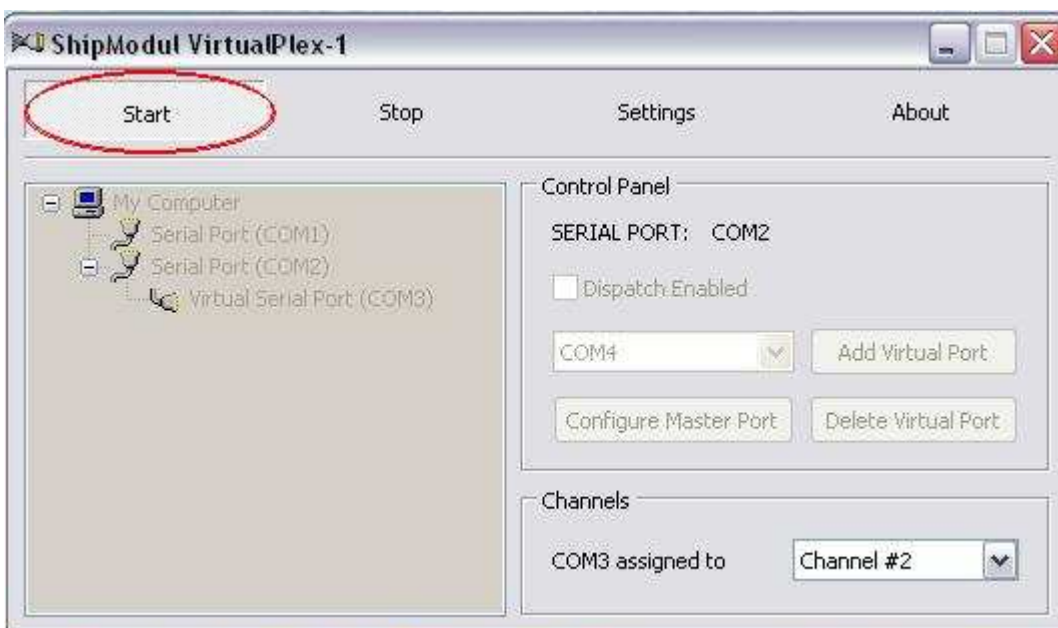 ShipModul VirtualPlex-1
Start Stop Settings About
My Computer
Serial Port (COM1)
Serial Port (COM2)
Virtual Serial Port (COM3)
Control Panel
SERIAL PORT: COM2
Dispatch Enabled
COM4 Add Virtual Port
Configure Master Port Delete Virtual Port
Channels
COM3 assigned to Channel #2